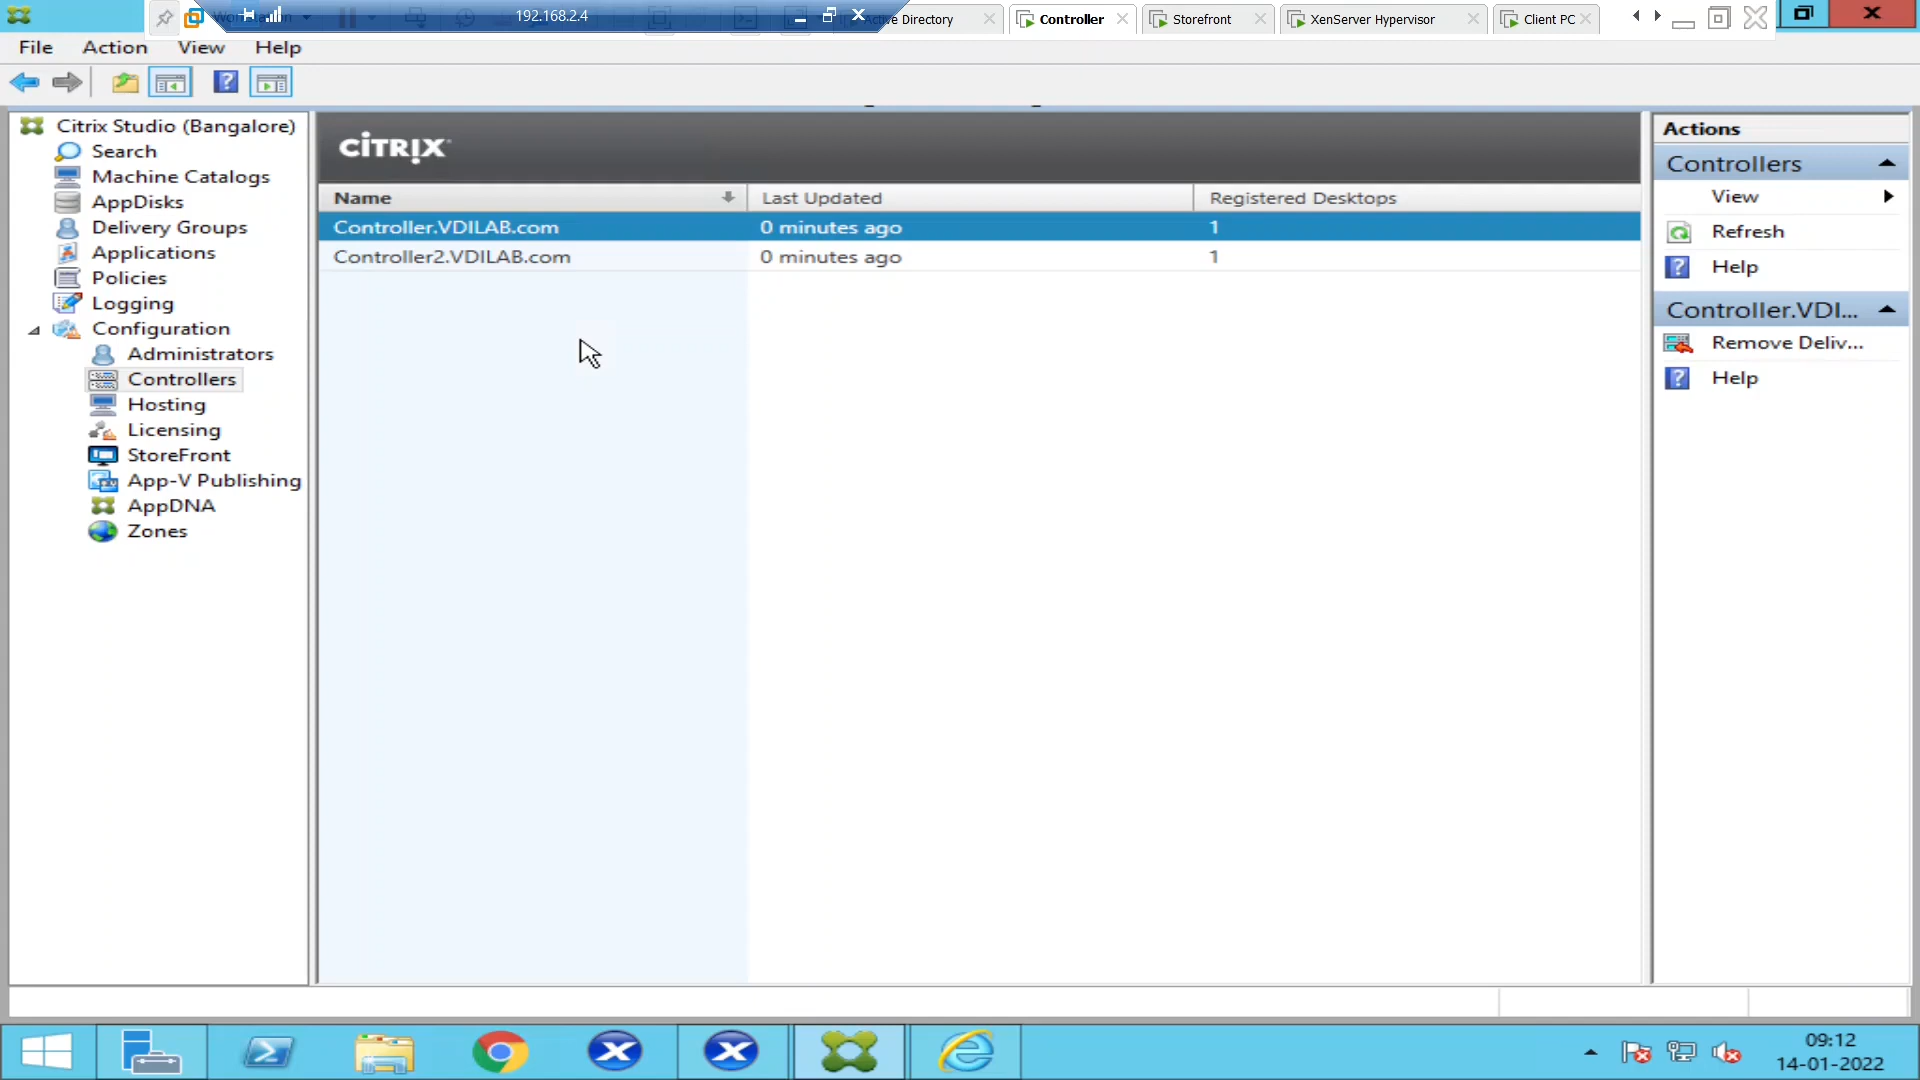 192.168.2.4
Active Directory
Controller
Storefront
XenServer Hypervisor
Client PC
File Action View Help
Citrix Studio (Bangalore)
Search
Machine Catalogs
AppDisks
Delivery Groups
Applications
Policies
Logging
Configuration
Administrators
Controllers
Hosting
Licensing
StoreFront
App-V Publishing
AppDNA
Zones
CİTRIX
Name Last Updated Registered Desktops
Controller.VDILAB.com 0 minutes ago 1
Controller2.VDILAB.com 0 minutes ago 1
Actions
Controllers
View
Refresh
Help
Controller.VDI...
Remove Deliv...
Help
09:12
14-01-2022